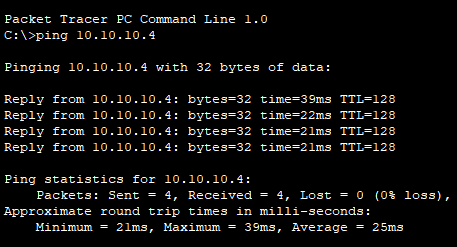 Packet Tracer PC Command Line 1.0
C:\>ping 10.10.10.4
Pinging 10.10.10.4 with 32 bytes of data:
Reply from 10.10.10.4: bytes=32 time=39ms TTL=128
Reply from 10.10.10.4: bytes=32 time=22ms TTL=128
Reply from 10.10.10.4: bytes=32 time=21ms TTL=128
Reply from 10.10.10.4: bytes=32 time=21ms TTL=128
Ping statistics for 10.10.10.4:
Packets: Sent = 4, Received = 4, Lost = 0 (0% loss),
Approximate round trip times in milli-seconds:
Minimum = 21ms, Maximum = 39ms, Average = 25ms